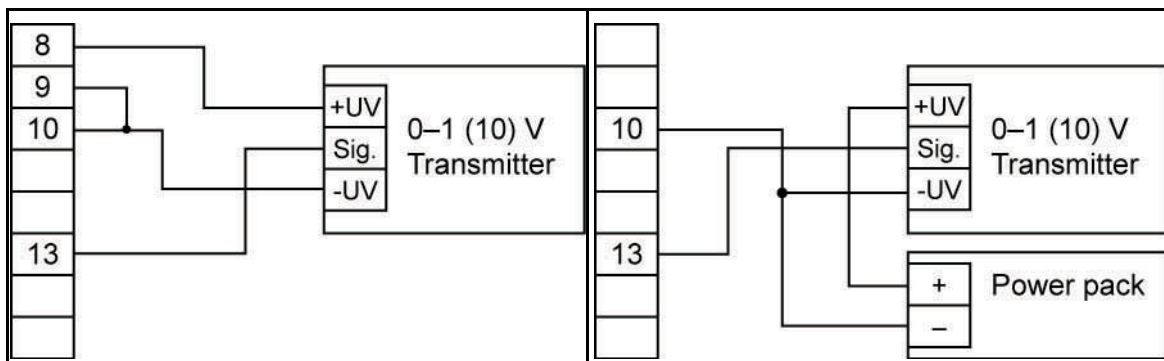 8
9
10
13
+UV
Sig.
-UV
0–1 (10) V
Transmitter
10
13
+UV
Sig.
-UV
0–1 (10) V
Transmitter
+
–
Power pack